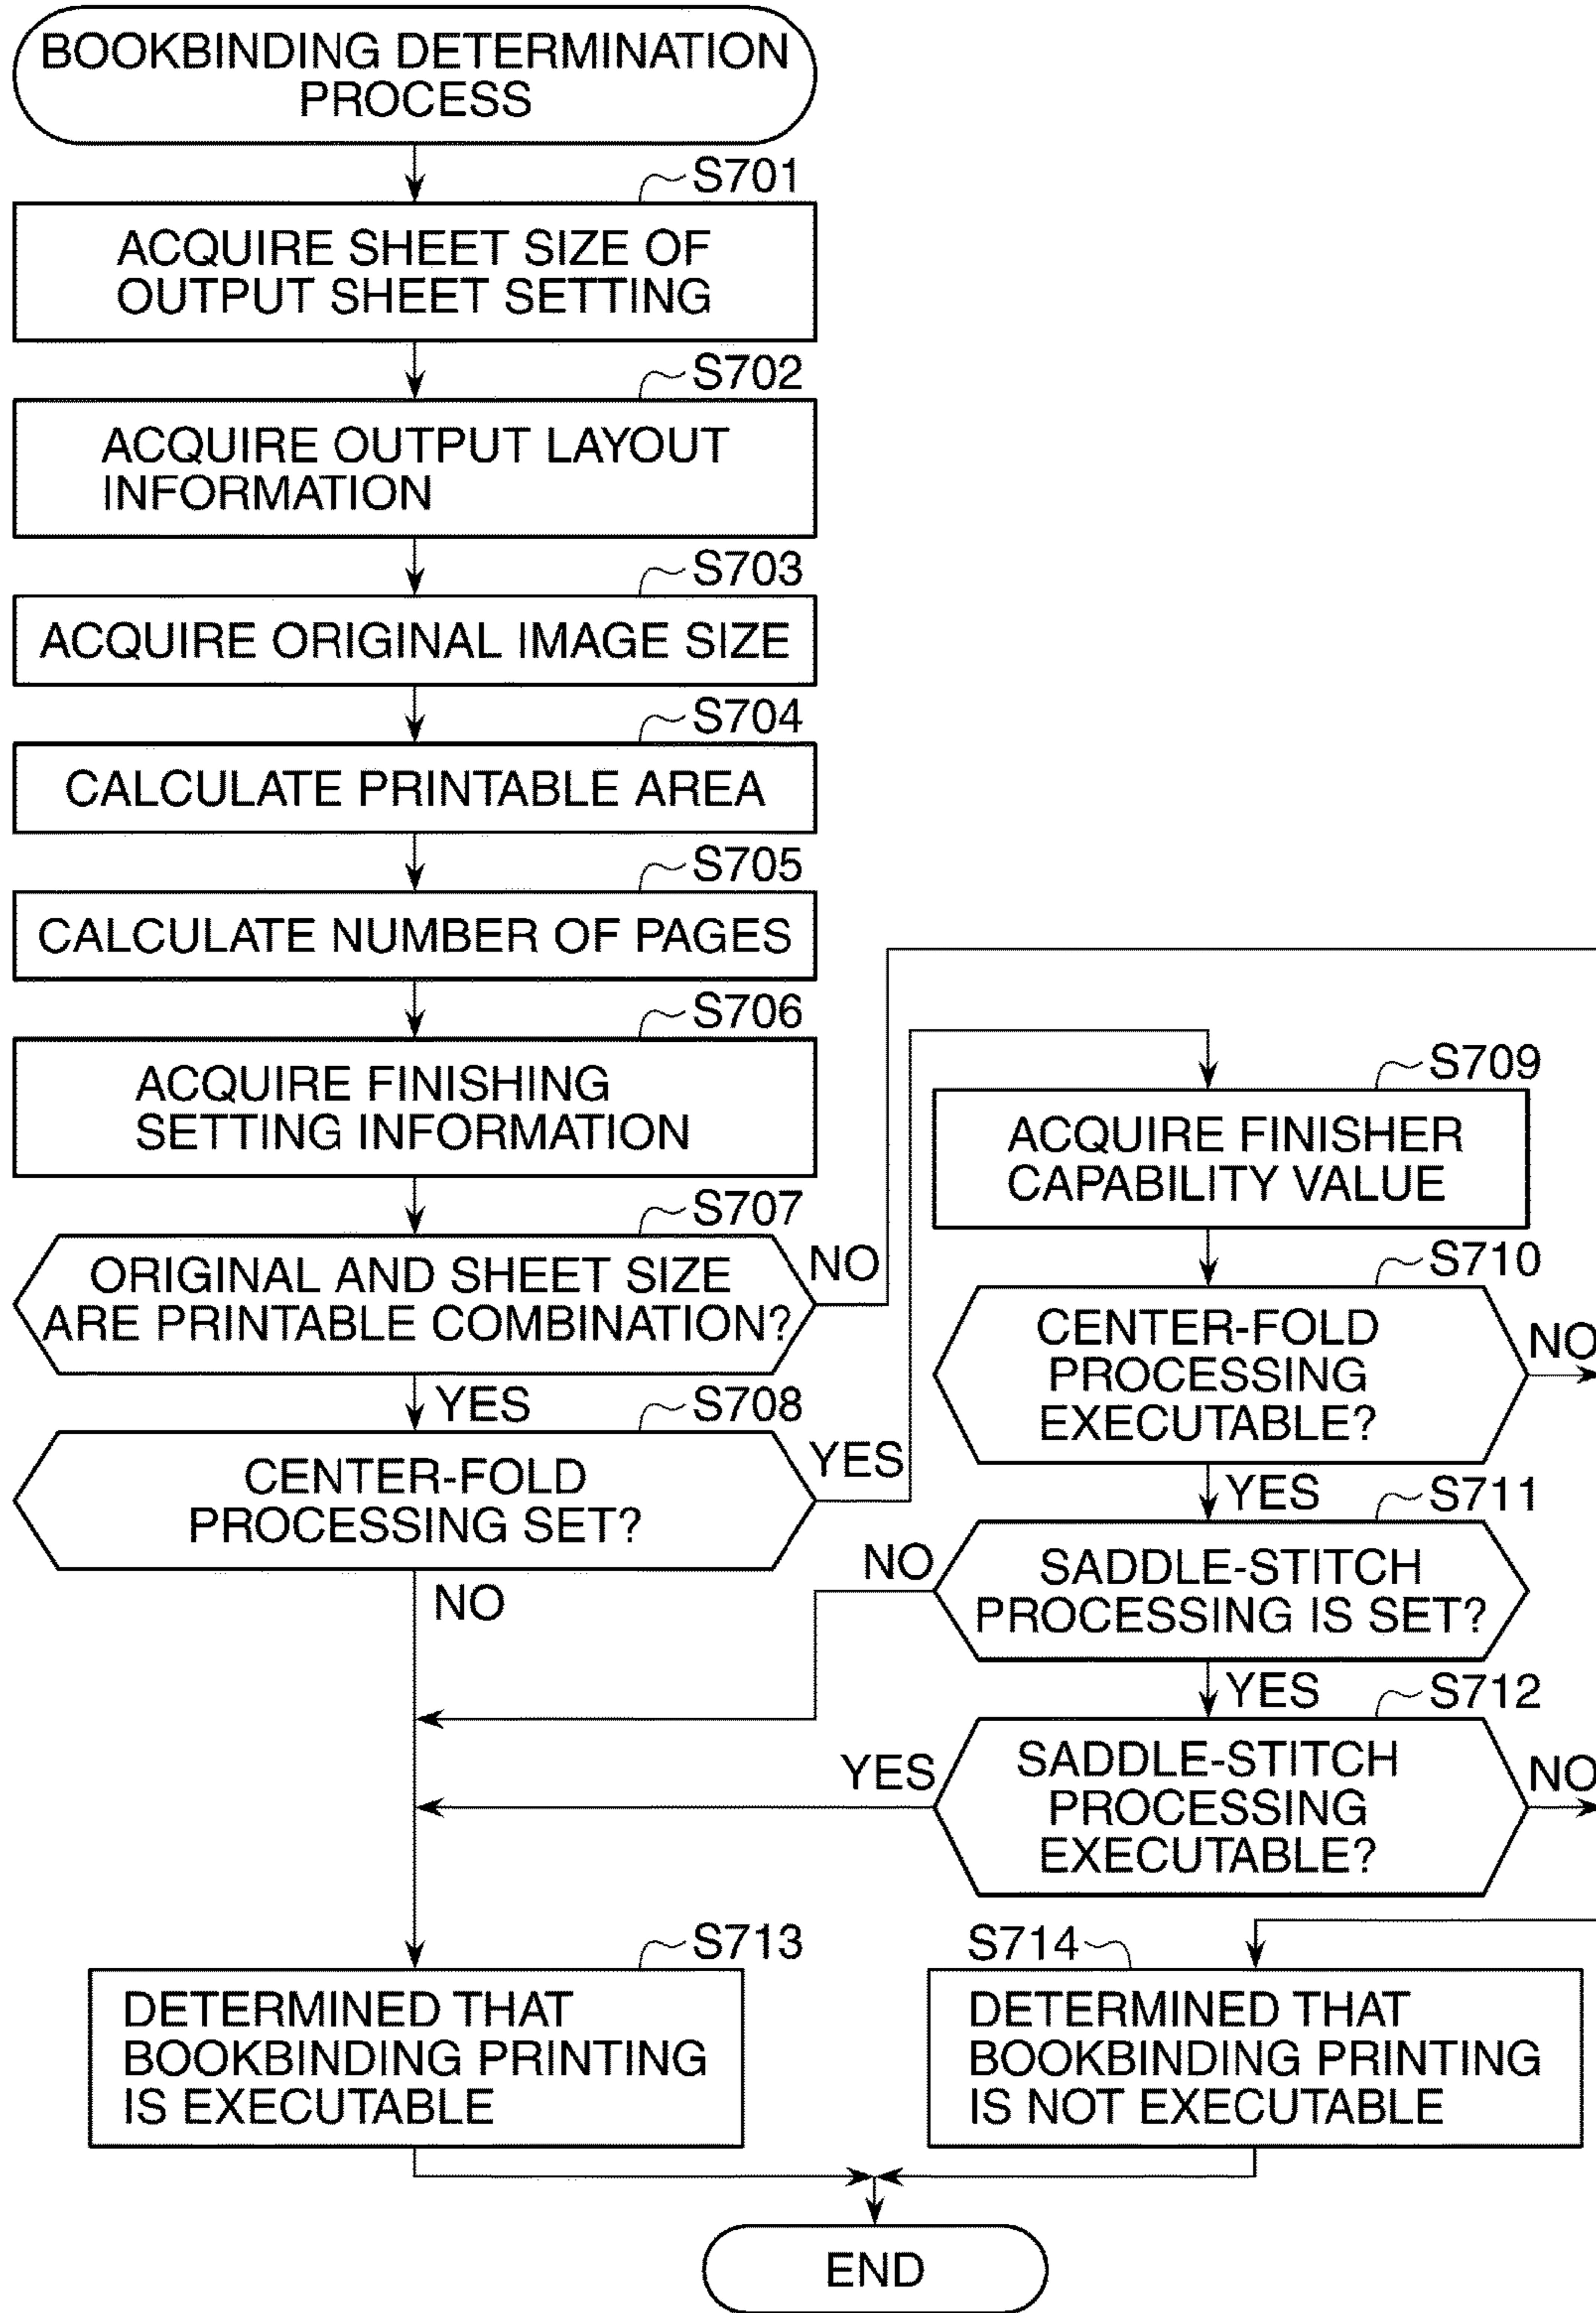 BOOKBINDING DETERMINATION
PROCESS
S701
ACQUIRE SHEET SIZE OF
OUTPUT SHEET SETTING
S702
ACQUIRE OUTPUT LAYOUT
INFORMATION
S703
ACQUIRE ORIGINAL IMAGE SIZE
S704
CALCULATE PRINTABLE AREA
S705
CALCULATE NUMBER OF PAGES
S706
ACQUIRE FINISHING
SETTING INFORMATION
S707
ORIGINAL AND SHEET SIZE
ARE PRINTABLE COMBINATION?
NO
YES
S708
CENTER-FOLD
PROCESSING SET?
YES
NO
S709
ACQUIRE FINISHER
CAPABILITY VALUE
S710
CENTER-FOLD
PROCESSING
EXECUTABLE?
NO
YES
S711
NO
SADDLE-STITCH
PROCESSING IS SET?
YES
S712
YES
SADDLE-STITCH
PROCESSING
EXECUTABLE?
NO
S713
DETERMINED THAT
BOOKBINDING PRINTING
IS EXECUTABLE
S714
DETERMINED THAT
BOOKBINDING PRINTING
IS NOT EXECUTABLE
END